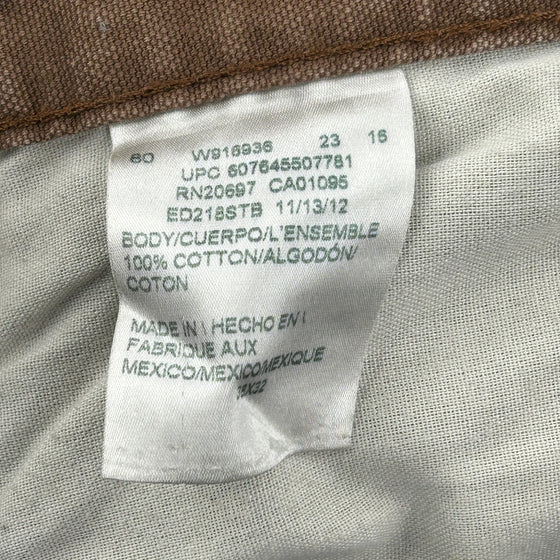 60 W916936 23 16
UPC 607645507781
RN20697 CA01095
ED218STB 11/13/12
BODY/CUERPO/L'ENSEMBLE
100% COTTON/ALGODÓN/
COTON
MADE IN \ HECHO EN \
FABRIQUE AUX
MEXICO/MEXICO/MEXIQUE